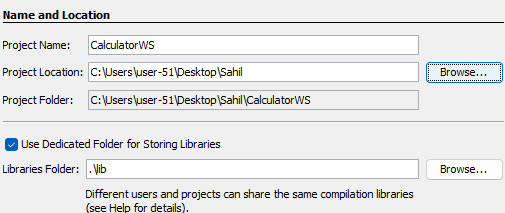 Name and Location
Project Name: CalculatorWS
Project Location: C:\Users\user-51\Desktop\Sahil Browse...
Project Folder: C:\Users\user-51\Desktop\Sahil\CalculatorWS
Use Dedicated Folder for Storing Libraries
Libraries Folder: .\lib Browse...
Different users and projects can share the same compilation libraries
(see Help for details).